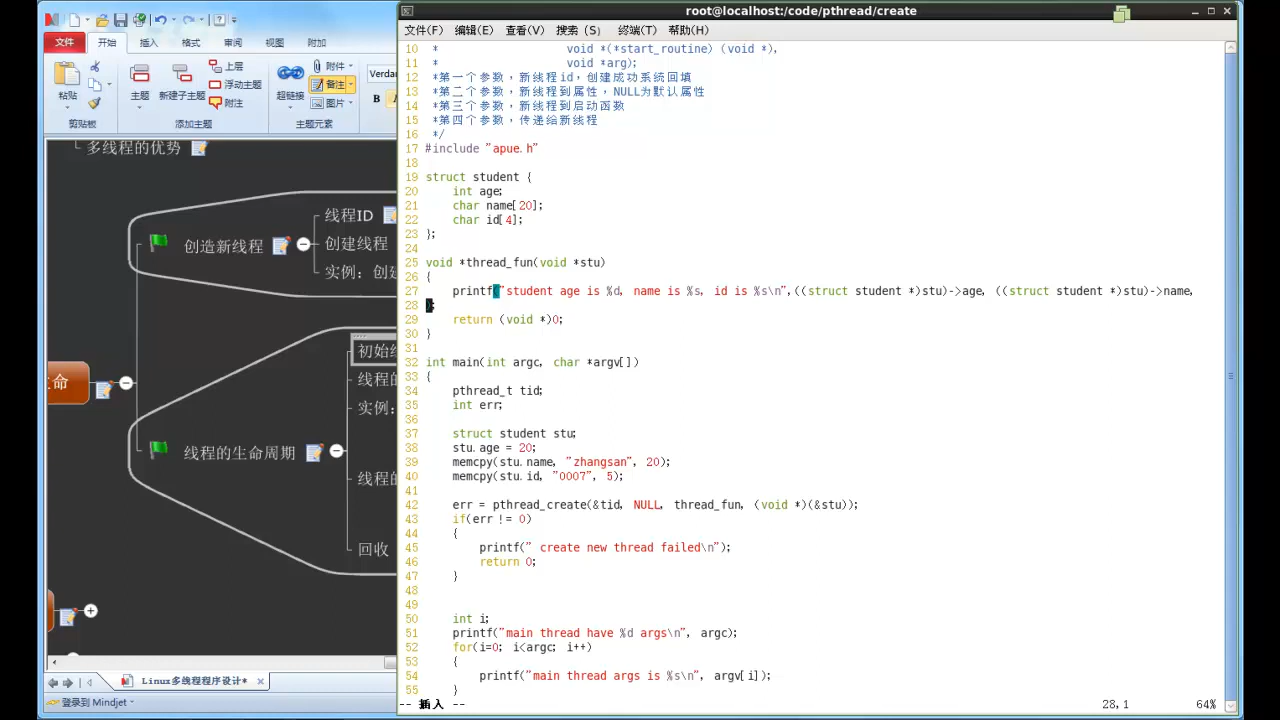 root@localhost:/code/pthread/create
文件(F) 编辑(E) 查看(V) 搜索 (S) 终端(T) 帮助(H)
文件 开始 插入 格式 审阅 视图 附加
粘贴
剪贴板
主题
新建子主题
上层
浮动主题
附注
添加主题
超链接
附件
备注
图片
主题元素
Verdan
B
多线程的优势
创造新线程
线程ID
创建线程
实例：创建
生命
线程的生命周期
初始线
线程的
实例：
线程的
回收
Linux多线程程序设计*
登录到 Mindjet
10 * void *(*start_routine) (void *),
11 * void *arg);
12 *第一个参数，新线程id，创建成功系统回填
13 *第二个参数，新线程到属性，NULL为默认属性
14 *第三个参数，新线程到启动函数
15 *第四个参数，传递给新线程
16 */
17 #include "apue.h"
18
19 struct student {
20 int age;
21 char name[20];
22 char id[4];
23 };
24
25 void *thread_fun(void *stu)
26 {
27 printf("student age is %d, name is %s, id is %s\n",((struct student *)stu)->age, ((struct student *)stu)->name,
28 );
29 return (void *)0;
30 }
31
32 int main(int argc, char *argv[])
33 {
34 pthread_t tid;
35 int err;
36
37 struct student stu;
38 stu.age = 20;
39 memcpy(stu.name, "zhangsan", 20);
40 memcpy(stu.id, "0007", 5);
41
42 err = pthread_create(&tid, NULL, thread_fun, (void *)(&stu));
43 if(err != 0)
44 {
45 printf(" create new thread failed\n");
46 return 0;
47 }
48
49
50 int i;
51 printf("main thread have %d args\n", argc);
52 for(i=0; i<argc; i++)
53 {
54 printf("main thread args is %s\n", argv[i]);
55 }
-- 插入 -- 28,1 64%